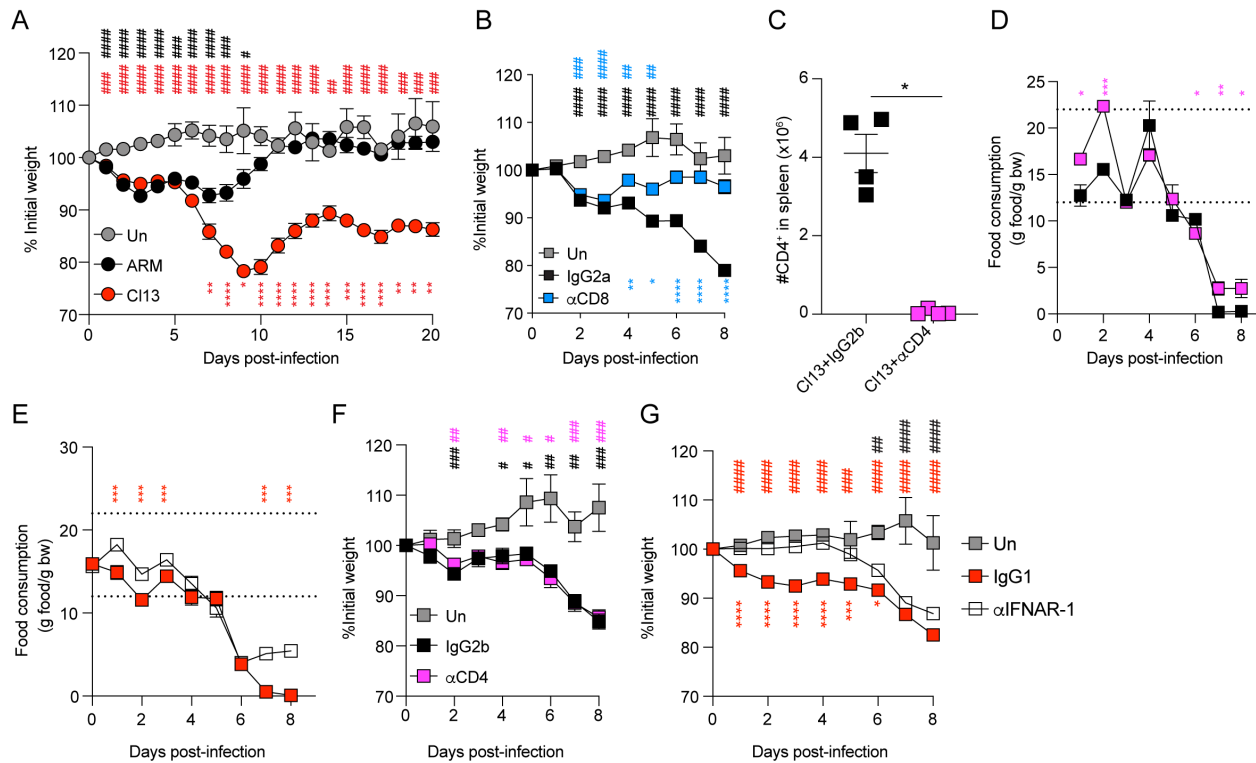 A
% Initial weight
120
110
100
90
80
70
0
5
10
15
20
Days post-infection
Un
ARM
Cl13
#### #### #### #### ### #### #### ### #
### #### #### #### #### #### #### #### #### #### #### #### #### ## #### #### #### ### ### ###
** **** * **** **** **** **** **** *** **** **** ** ** **
B
%Initial weight
120
110
100
90
80
70
0
2
4
6
8
Days post-infection
Un
IgG2a
αCD8
### #### ## ##
#### #### #### #### #### #### ####
** * **** **** ****
C
#CD4⁺ in spleen (x10⁶)
6
4
2
0
*
Cl13+IgG2b
Cl13+αCD4
D
Food consumption
(g food/g bw)
25
20
15
10
5
0
0
2
4
6
8
Days post-infection
* *** * ** *
E
Food consumption
(g food/g bw)
30
20
10
0
0
2
4
6
8
Days post-infection
*** *** *** *** ***
F
%Initial weight
120
110
100
90
80
70
0
2
4
6
8
Days post-infection
Un
IgG2b
αCD4
### ## # # #### ###
### # # ## ## ####
G
%Initial weight
120
110
100
90
80
70
0
2
4
6
8
Days post-infection
Un
IgG1
αIFNAR-1
## #### ####
#### #### #### #### ### #### #### ####
**** **** **** **** *** *